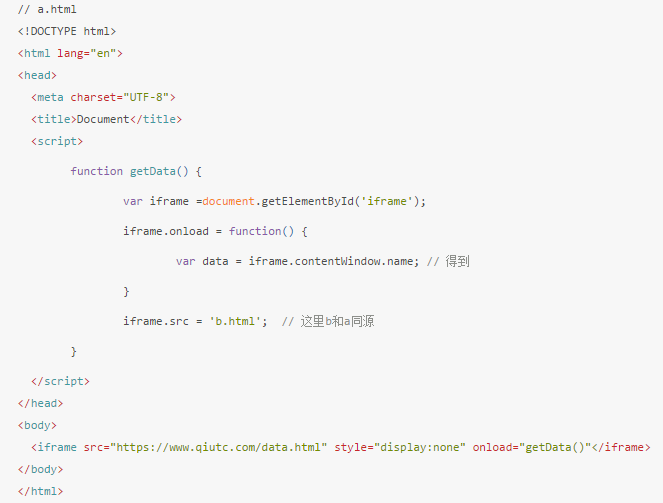 // a.html
<!DOCTYPE html>
<html lang="en">
<head>
  <meta charset="UTF-8">
  <title>Document</title>
  <script>
        function getData() {
                var iframe =document.getElementById('iframe');
                iframe.onload = function() {
                        var data = iframe.contentWindow.name; // 得到
                }
                iframe.src = 'b.html';  // 这里b和a同源
        }
  </script>
</head>
<body>
  <iframe src="https://www.qiutc.com/data.html" style="display:none" onload="getData()"</iframe>
</body>
</html>